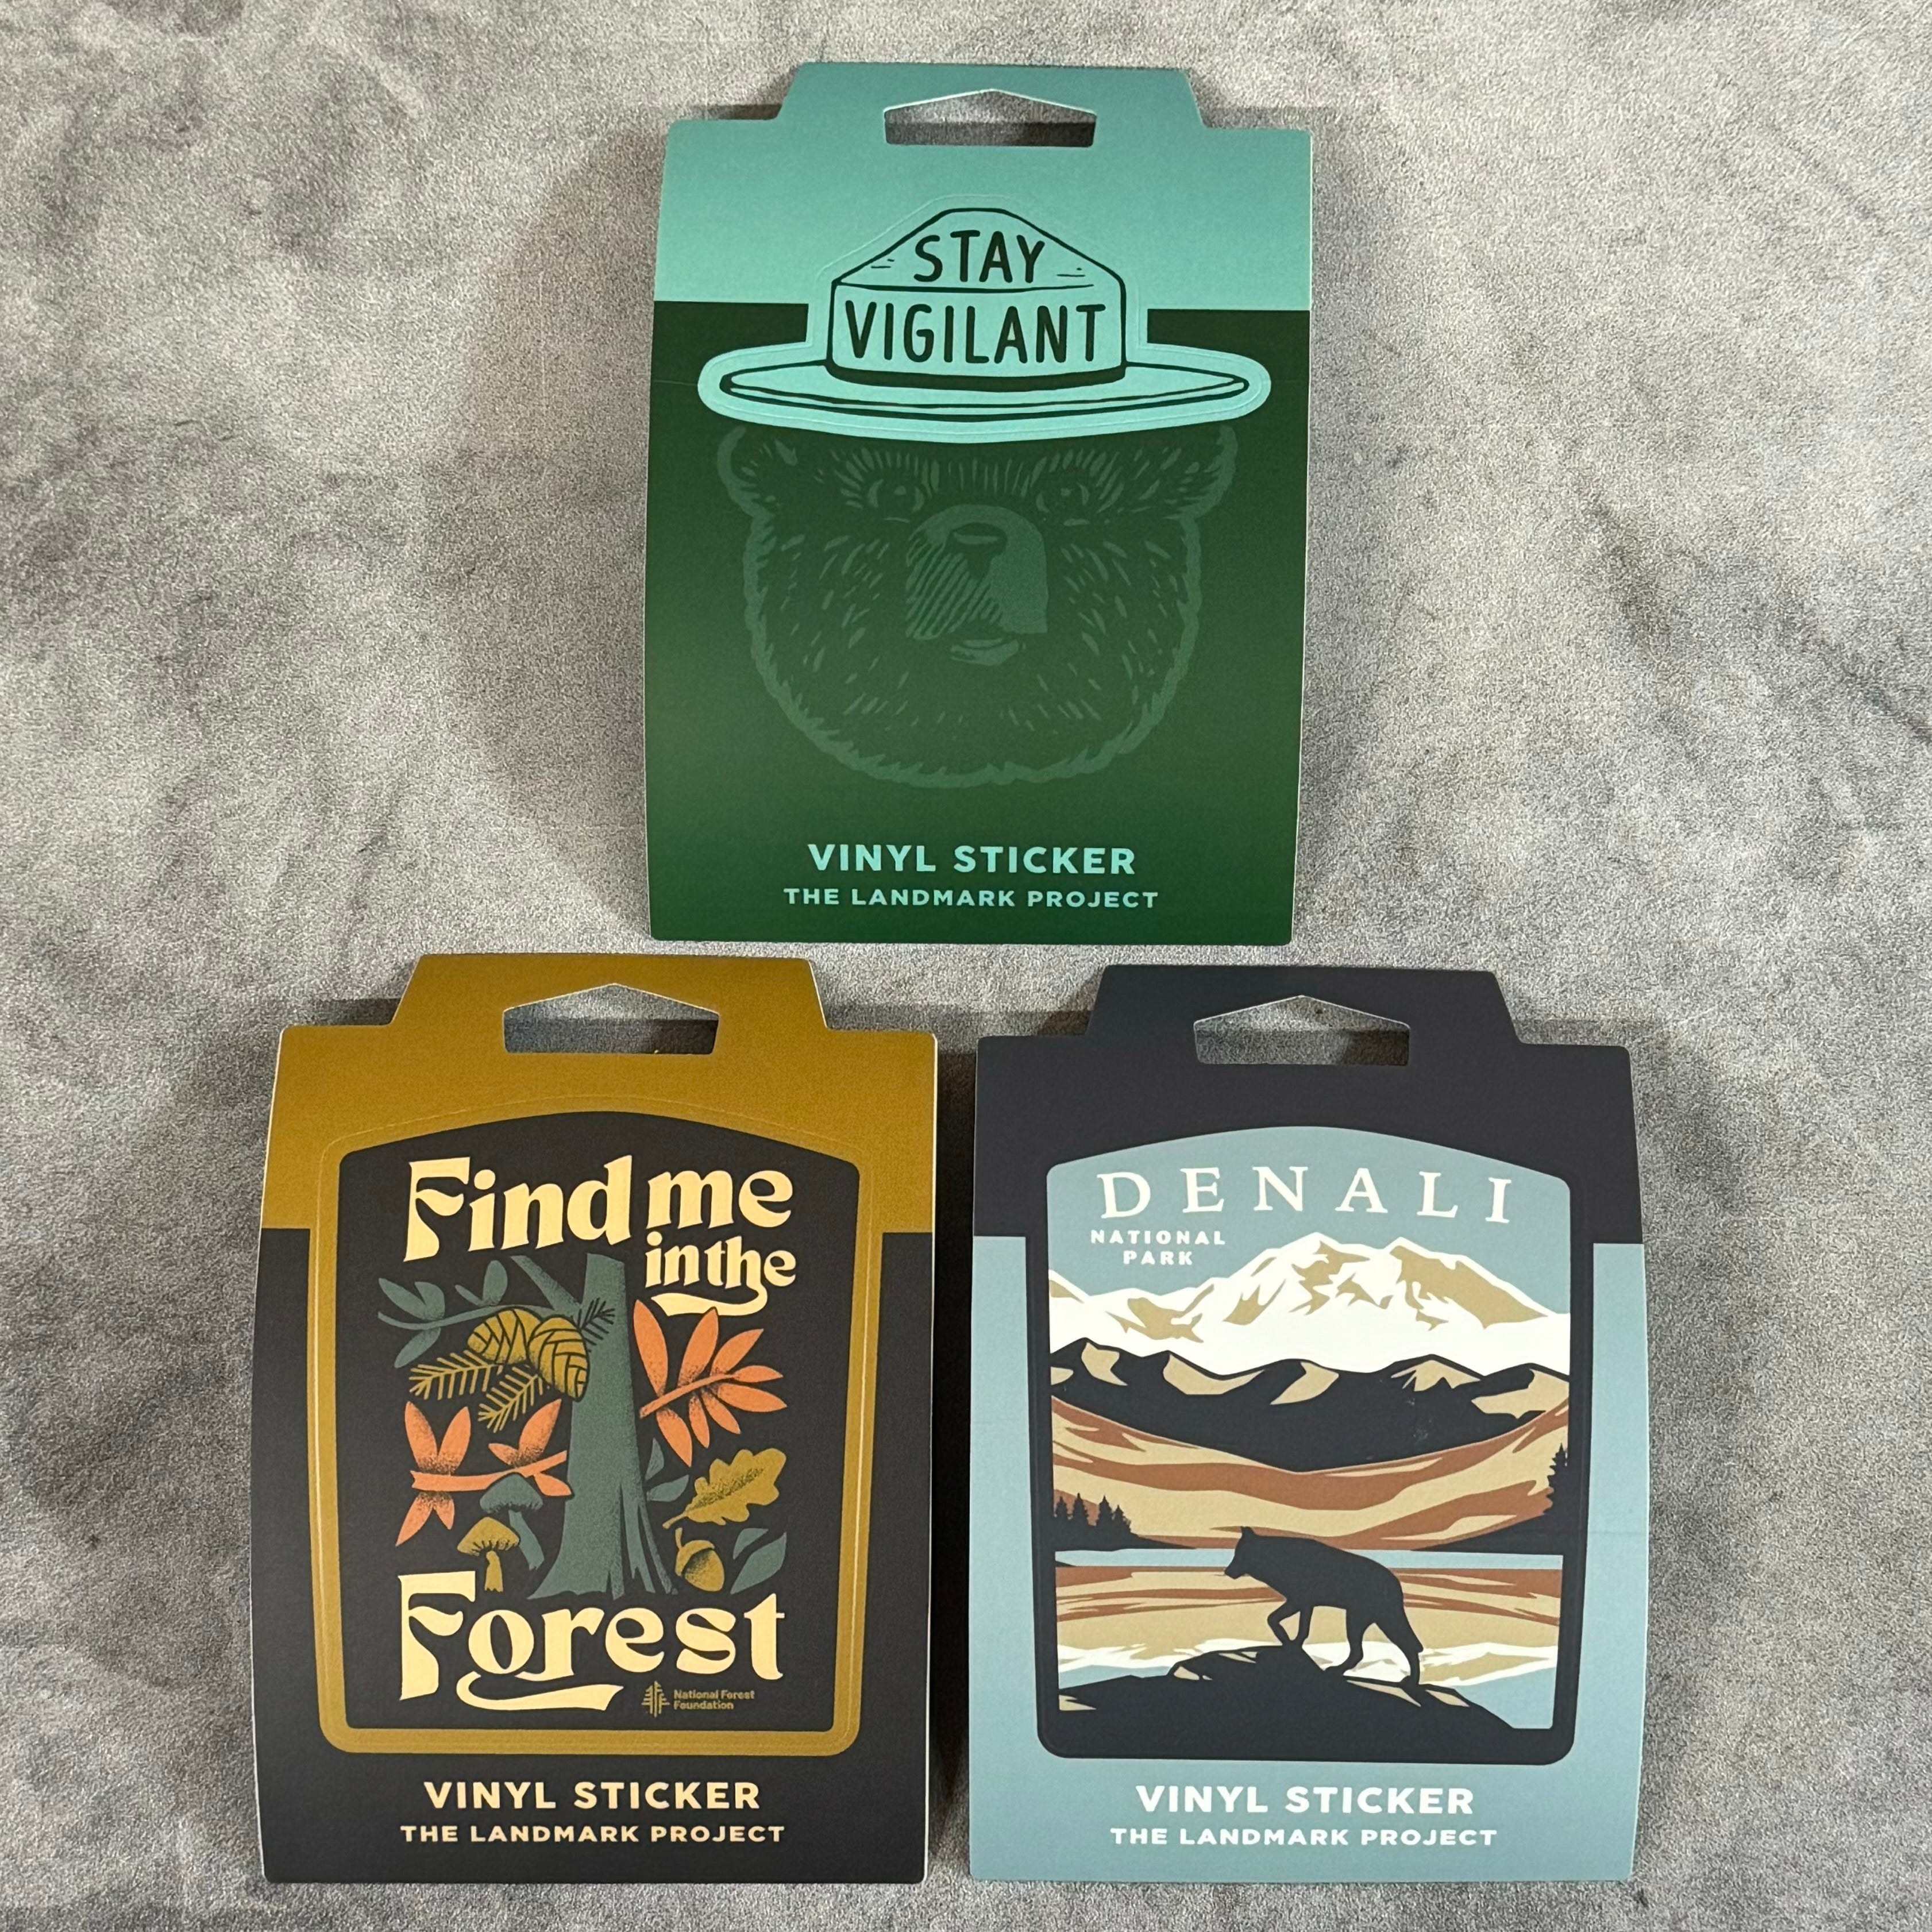 STAY
VIGILANT
VINYL STICKER
THE LANDMARK PROJECT
Find me
in the
Forest
National Forest
Foundation
VINYL STICKER
THE LANDMARK PROJECT
DENALI
NATIONAL
PARK
VINYL STICKER
THE LANDMARK PROJECT